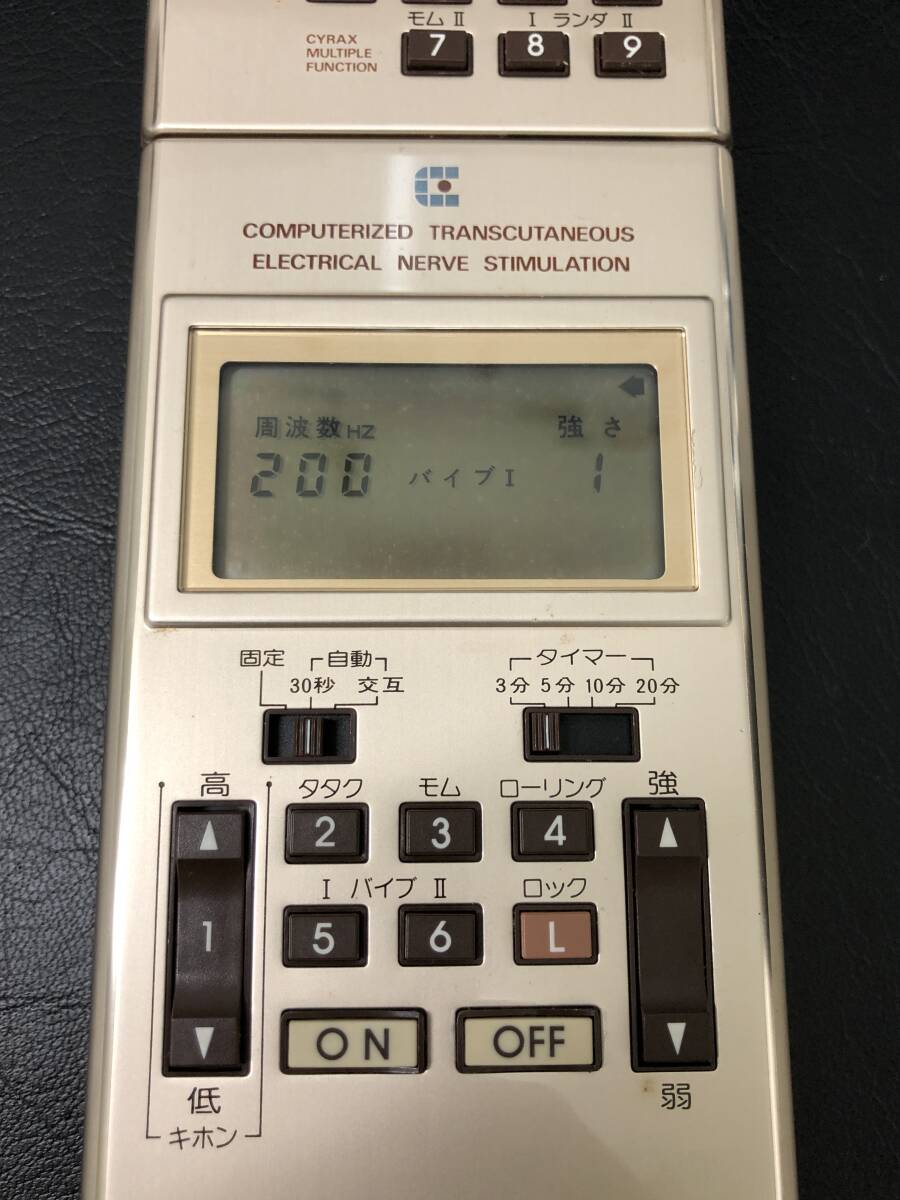 モム II I ランダ II
CYRAX
MULTIPLE
FUNCTION
7 8 9
COMPUTERIZED TRANSCUTANEOUS
ELECTRICAL NERVE STIMULATION
周波数 HZ 強さ
200 バイブI 1
固定 自動 タイマー
30秒 交互 3分 5分 10分 20分
高 タタク モム ローリング 強
2 3 4
I バイブ II ロック
1 5 6 L
ON OFF
低 弱
キホン